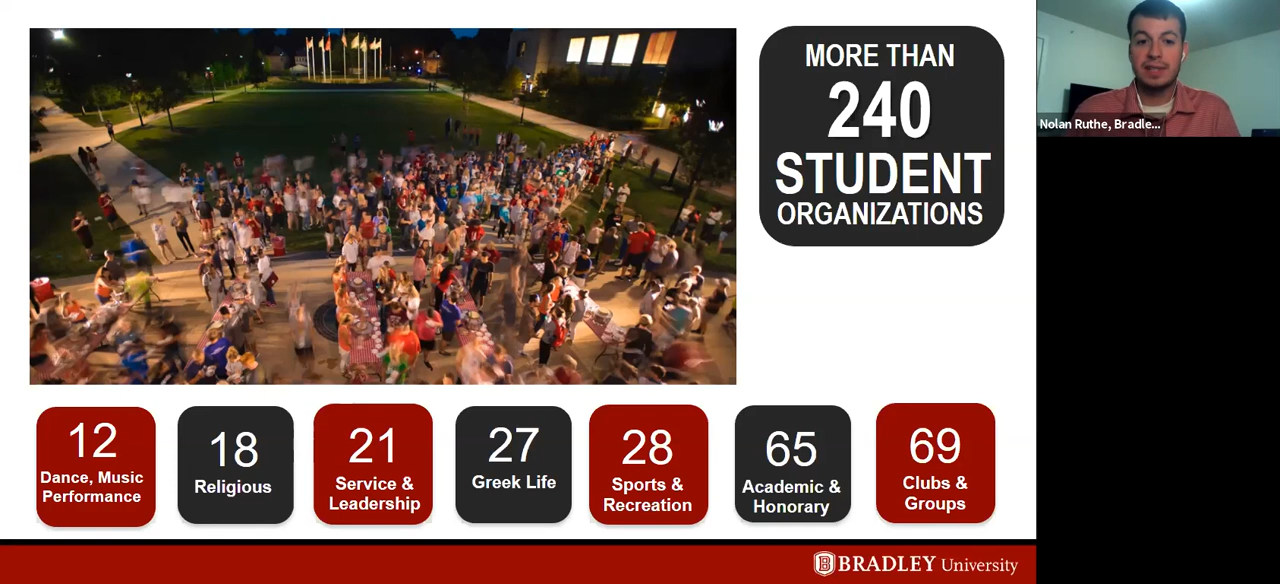 MORE THAN
240
STUDENT
ORGANIZATIONS
Nolan Ruthe, Bradle...
12
Dance, Music
Performance
18
Religious
21
Service &
Leadership
27
Greek Life
28
Sports &
Recreation
65
Academic &
Honorary
69
Clubs &
Groups
B BRADLEY University